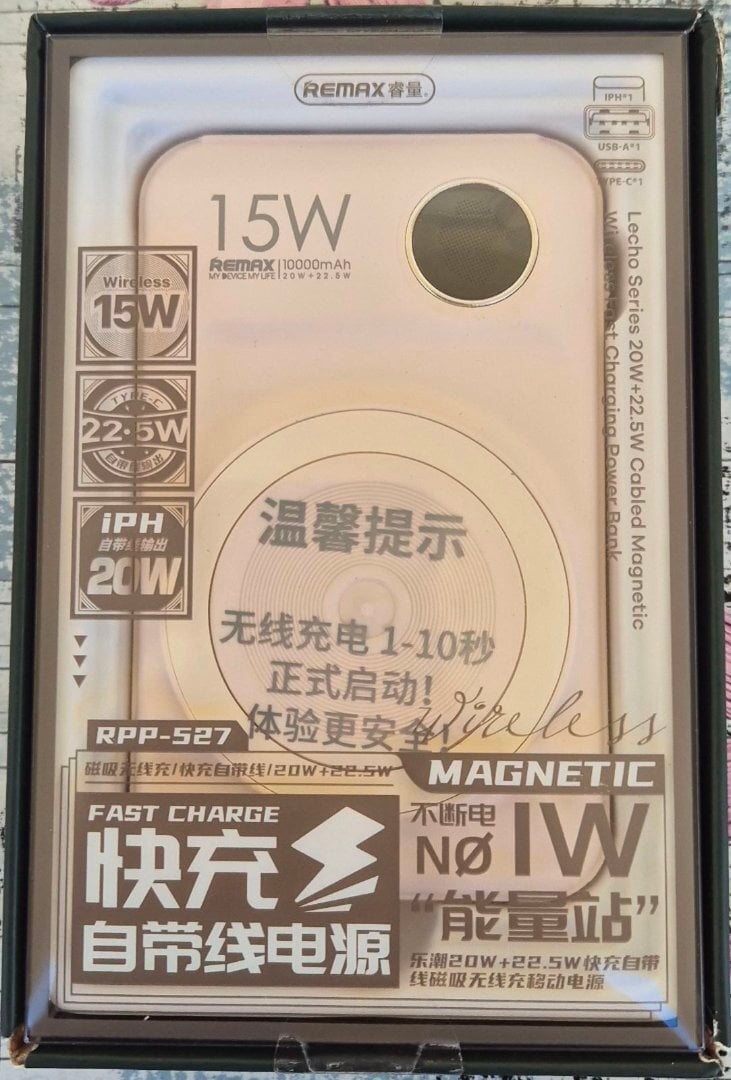 REMAX睿量®
IPH*1
USB-A*1
TYPE-C*1
15W
REMAX 10000mAh
MY DEVICE MY LIFE 20W+22.5W
Lecho Series 20W+22.5W Cabled Magnetic
Wireless Fast Charging Power Bank
Wireless
15W
TYPE-C
22.5W
自带线输出
iPH
自带线输出
20W
温馨提示
无线充电 1-10秒
正式启动!
体验更安全!
Wireless
RPP-527
磁吸无线充/快充自带线/20W+22.5W
MAGNETIC
FAST CHARGE
快充
自带线电源
不断电
NØ 1W
“能量站”
乐潮20W+22.5W快充自带
线磁吸无线充移动电源